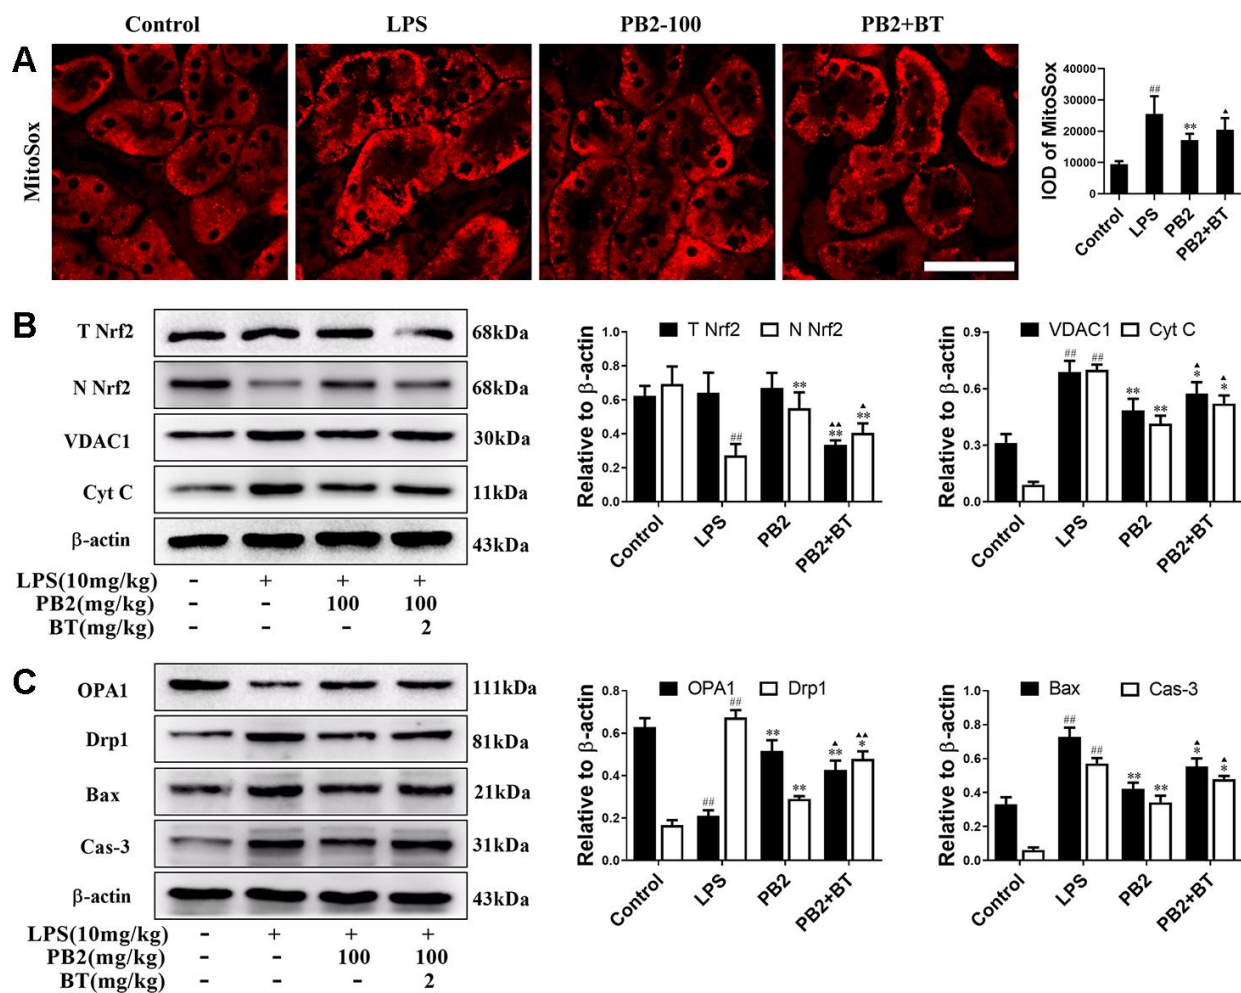 Control LPS PB2-100 PB2+BT
A
MitoSox
IOD of MitoSox
40000
30000
20000
10000
0
##
**
▲
Control LPS PB2 PB2+BT
B
T Nrf2 68kDa
N Nrf2 68kDa
VDAC1 30kDa
Cyt C 11kDa
β-actin 43kDa
LPS(10mg/kg) - + + +
PB2(mg/kg) - - 100 100
BT(mg/kg) - - - 2
T Nrf2 N Nrf2
Relative to β-actin
1.0
0.8
0.6
0.4
0.2
0.0
##
**
▲▲
**
▲
**
Control LPS PB2 PB2+BT
VDAC1 Cyt C
Relative to β-actin
0.9
0.6
0.3
0.0
## ##
** **
▲ ▲
* *
Control LPS PB2 PB2+BT
C
OPA1 111kDa
Drp1 81kDa
Bax 21kDa
Cas-3 31kDa
β-actin 43kDa
LPS(10mg/kg) - + + +
PB2(mg/kg) - - 100 100
BT(mg/kg) - - - 2
OPA1 Drp1
Relative to β-actin
0.8
0.6
0.4
0.2
0.0
## ##
** **
▲ ▲▲
** *
Control LPS PB2 PB2+BT
Bax Cas-3
Relative to β-actin
1.0
0.8
0.6
0.4
0.2
0.0
## ##
** **
▲ ▲
* *
Control LPS PB2 PB2+BT